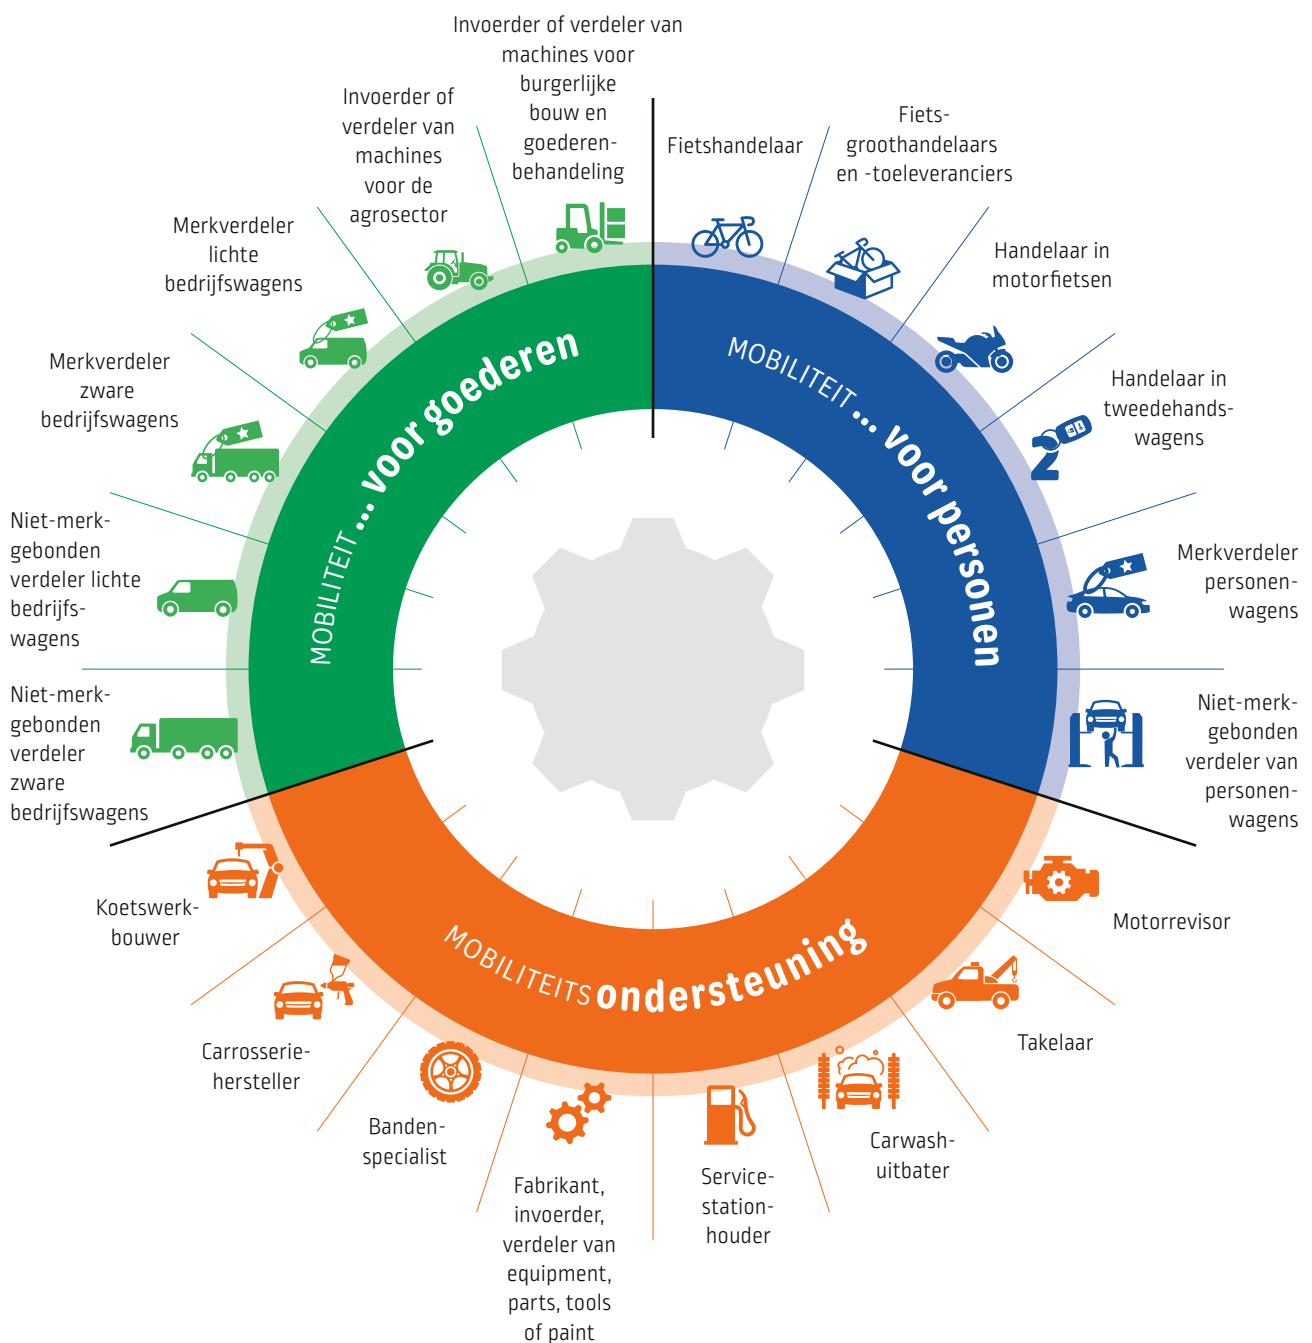 Invoerder of verdeler van
machines voor
burgerlijke
bouw en
goederen-
behandeling
Invoerder of
verdeler van
machines
voor de
agrosector
Merkverdeler
lichte
bedrijfswagens
Merkverdeler
zware
bedrijfswagens
Niet-merk-
gebonden
verdeler lichte
bedrijfs-
wagens
Niet-merk-
gebonden
verdeler
zware
bedrijfswagens
MOBILITEIT... voor goederen
Fietshandelaar
Fiets-
groothandelaars
en -toeleveranciers
Handelaar in
motorfietsen
Handelaar in
tweedehands-
wagens
2
Merkverdeler
personen-
wagens
Niet-merk-
gebonden
verdeler van
personen-
wagens
MOBILITEIT... voor personen
Motorrevisor
Takelaar
Carwash-
uitbater
Service-
station-
houder
Fabrikant,
invoerder,
verdeler van
equipment,
parts, tools
of paint
Banden-
specialist
Carrosserie-
hersteller
Koetswerk-
bouwer
MOBILITEITSondersteuning